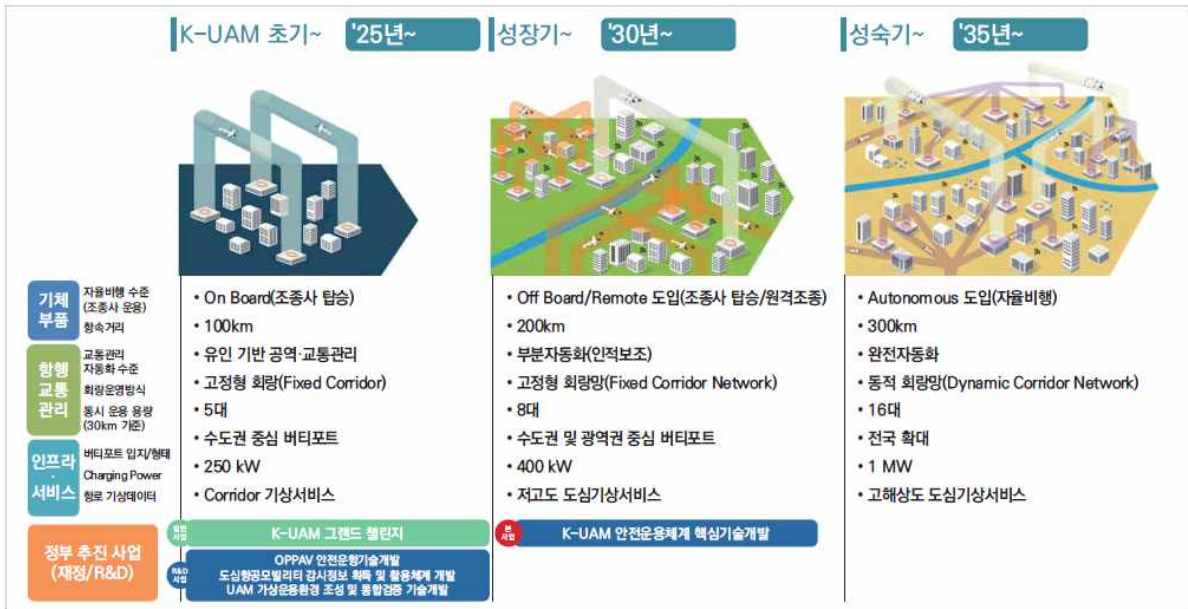 K-UAM 초기~ '25년~
성장기~ '30년~
성숙기~ '35년~
기체
부품
자율비행 수준
(조종사 운용)
항속거리
• On Board(조종사 탑승)
• 100km
• Off Board/Remote 도입(조종사 탑승/원격조종)
• 200km
• Autonomous 도입(자율비행)
• 300km
항행
교통
관리
교통관리
자동화 수준
회랑운영방식
동시 운용 용량
(30km 기준)
• 유인 기반 공역·교통관리
• 고정형 회랑(Fixed Corridor)
• 5대
• 부분자동화(인적보조)
• 고정형 회랑망(Fixed Corridor Network)
• 8대
• 완전자동화
• 동적 회랑망(Dynamic Corridor Network)
• 16대
인프라
·
서비스
버티포트 입지/형태
Charging Power
항로 기상데이터
• 수도권 중심 버티포트
• 250 kW
• Corridor 기상서비스
• 수도권 및 광역권 중심 버티포트
• 400 kW
• 저고도 도심기상서비스
• 전국 확대
• 1 MW
• 고해상도 도심기상서비스
정부 추진 사업
(재정/R&D)
일반
사업
K-UAM 그랜드 챌린지
R&D
사업
OPPAV 안전운항기술개발
도심항공모빌리티 감시정보 획득 및 활용체계 개발
UAM 가상운용환경 조성 및 통합검증 기술개발
본
사업
K-UAM 안전운용체계 핵심기술개발